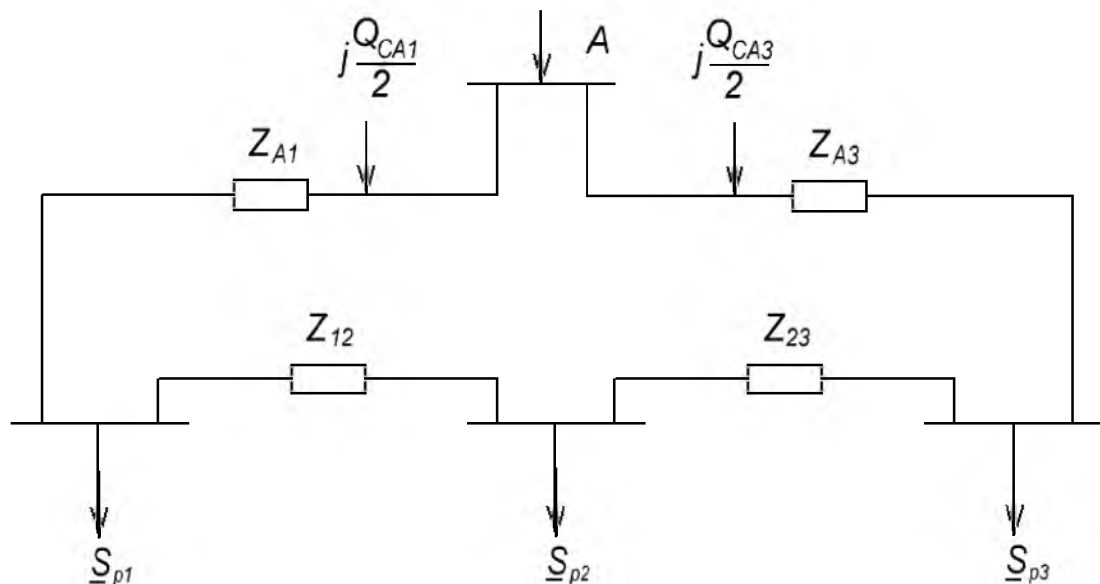 j Q_CA1/2
A
j Q_CA3/2
Z_A1
Z_A3
Z_12
Z_23
S_p1
S_p2
S_p3